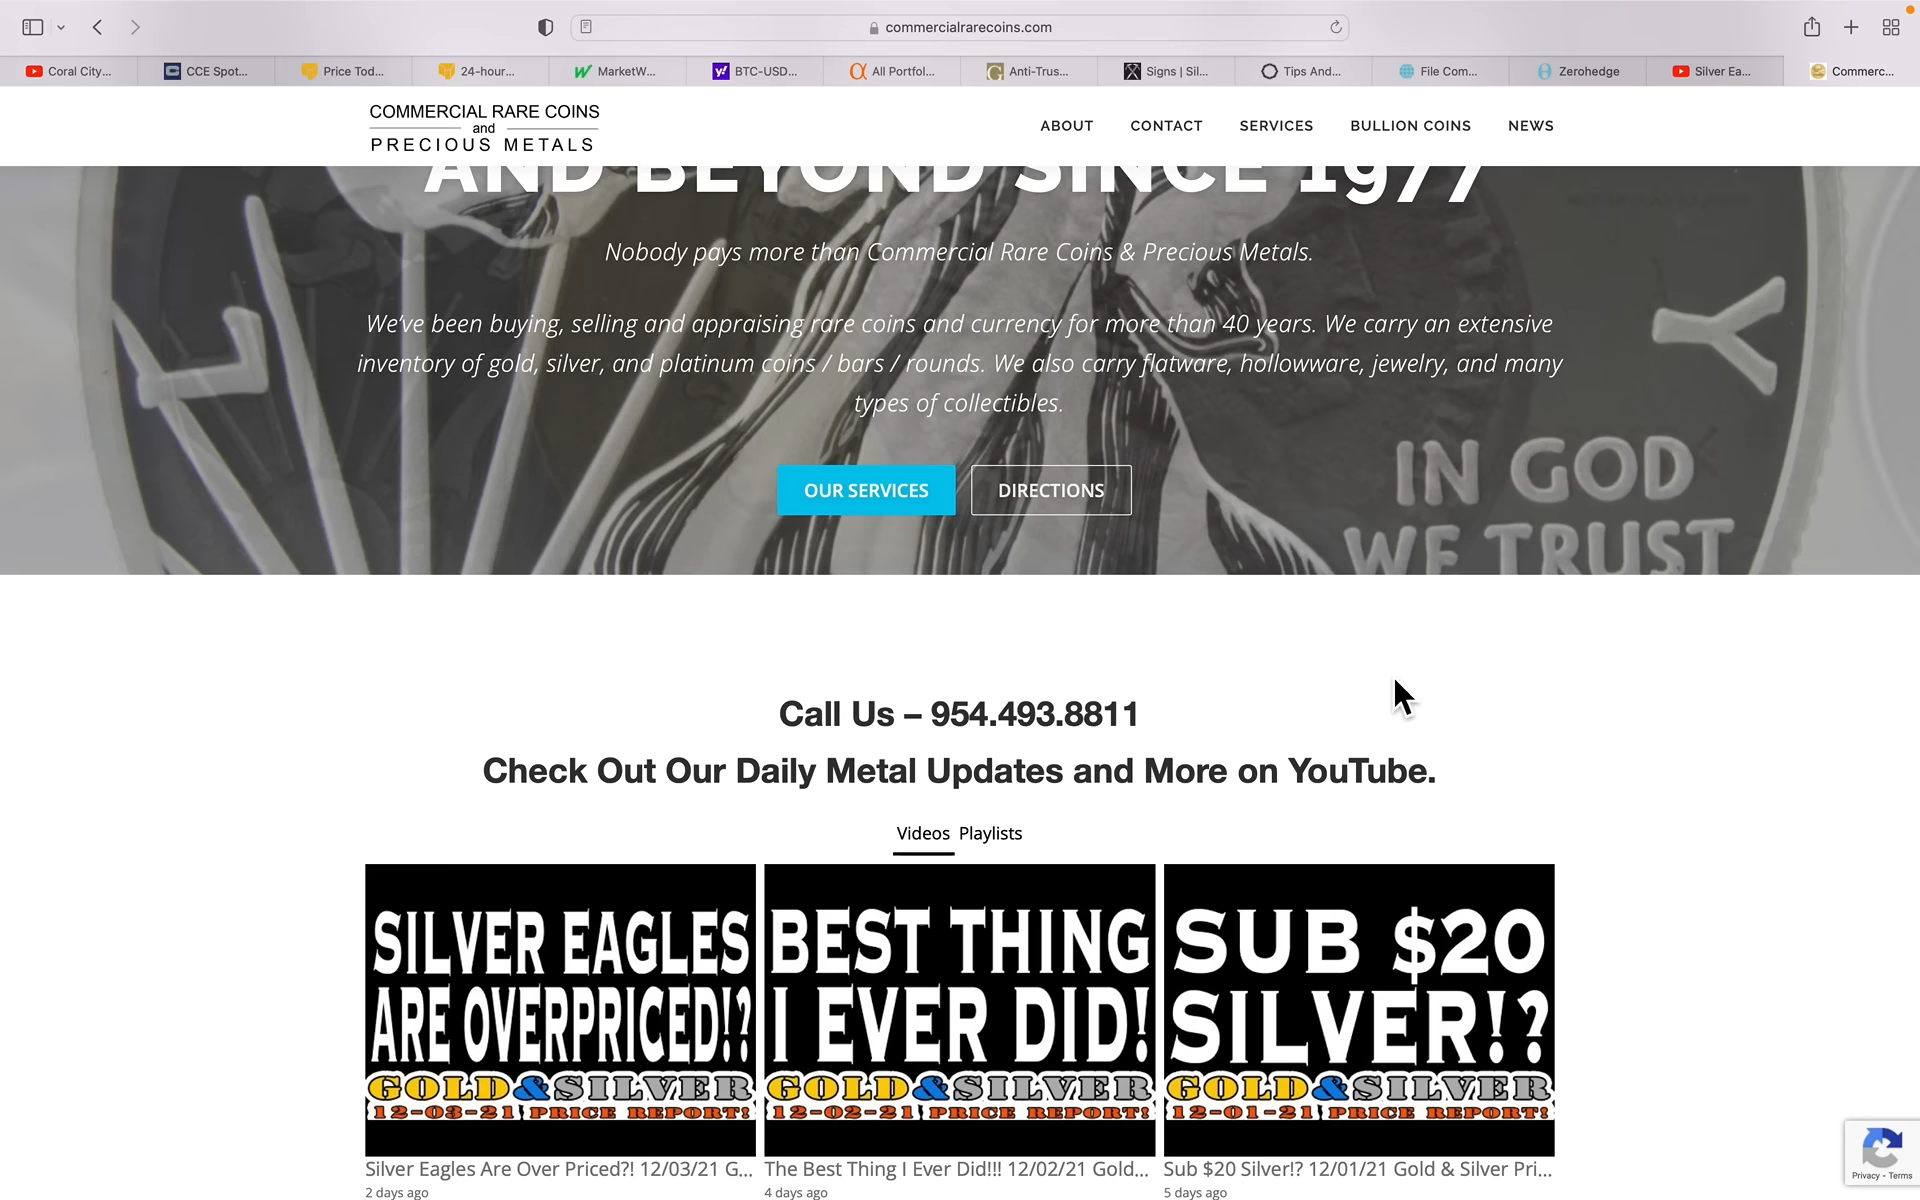 commercialrarecoins.com
Coral City...
CCE Spot...
Price Tod...
24-hour...
MarketW...
BTC-USD...
All Portfol...
Anti-Trus...
Signs | Sil...
Tips And...
File Com...
Zerohedge
Silver Ea...
Commerc...
COMMERCIAL RARE COINS
and
PRECIOUS METALS
ABOUT
CONTACT
SERVICES
BULLION COINS
NEWS
AND BEYOND SINCE 1977
Nobody pays more than Commercial Rare Coins & Precious Metals.
We've been buying, selling and appraising rare coins and currency for more than 40 years. We carry an extensive
inventory of gold, silver, and platinum coins / bars / rounds. We also carry flatware, hollowware, jewelry, and many
types of collectibles.
OUR SERVICES
DIRECTIONS
L
Y
IN GOD
WE TRUST
Call Us – 954.493.8811
Check Out Our Daily Metal Updates and More on YouTube.
Videos Playlists
SILVER EAGLES
ARE OVERPRICED!?
GOLD&SILVER
12-03-21 PRICE REPORT!
BEST THING
I EVER DID!
GOLD&SILVER
12-02-21 PRICE REPORT!
SUB $20
SILVER!?
GOLD&SILVER
12-01-21 PRICE REPORT!
Silver Eagles Are Over Priced?! 12/03/21 G...
2 days ago
The Best Thing I Ever Did!!! 12/02/21 Gold...
4 days ago
Sub $20 Silver!? 12/01/21 Gold & Silver Pri...
5 days ago
Privacy - Terms